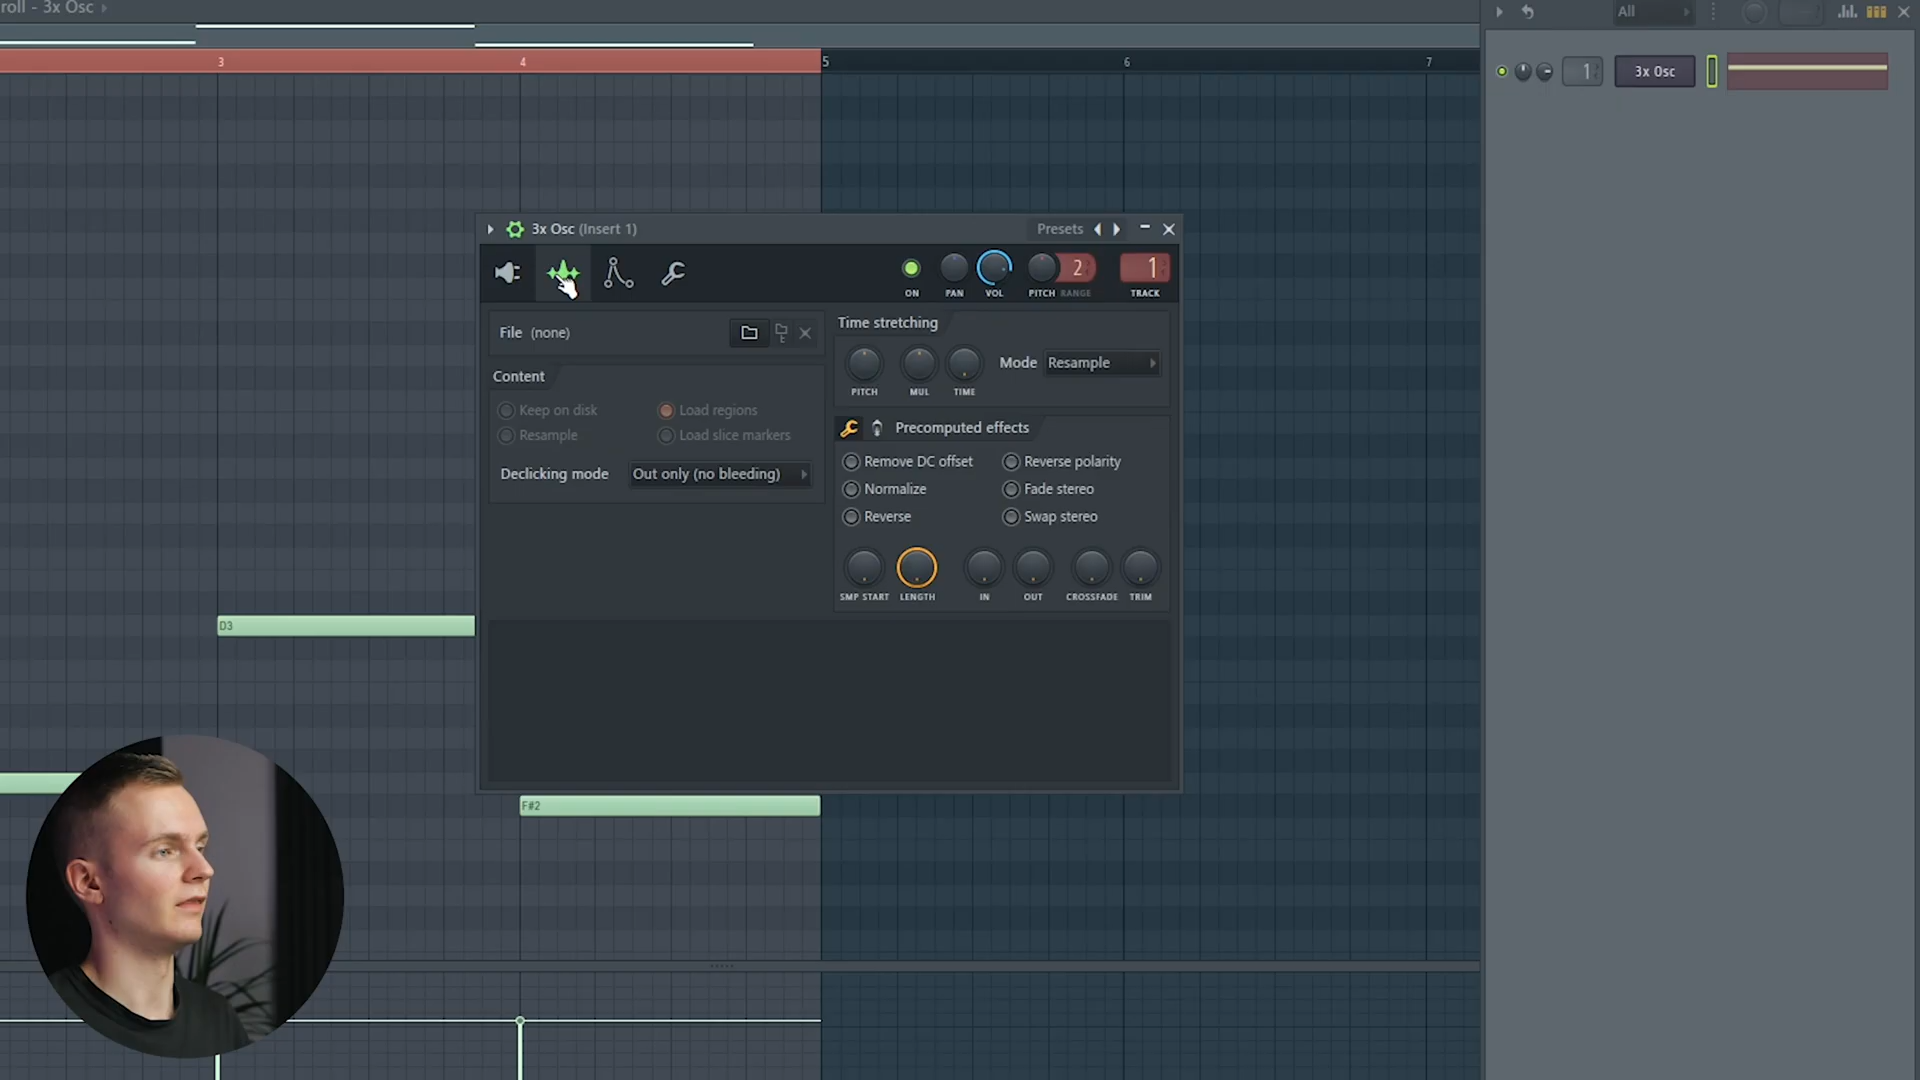 roll - 3x Osc
All
3
4
5
6
7
1
3x Osc
3x Osc (Insert 1)
Presets
2
1
ON
PAN
VOL
PITCH
RANGE
TRACK
File (none)
Content
Keep on disk
Load regions
Resample
Load slice markers
Declicking mode
Out only (no bleeding)
Time stretching
PITCH
MUL
TIME
Mode
Resample
Precomputed effects
Remove DC offset
Reverse polarity
Normalize
Fade stereo
Reverse
Swap stereo
SMP START
LENGTH
IN
OUT
CROSSFADE
TRIM
D3
F#2